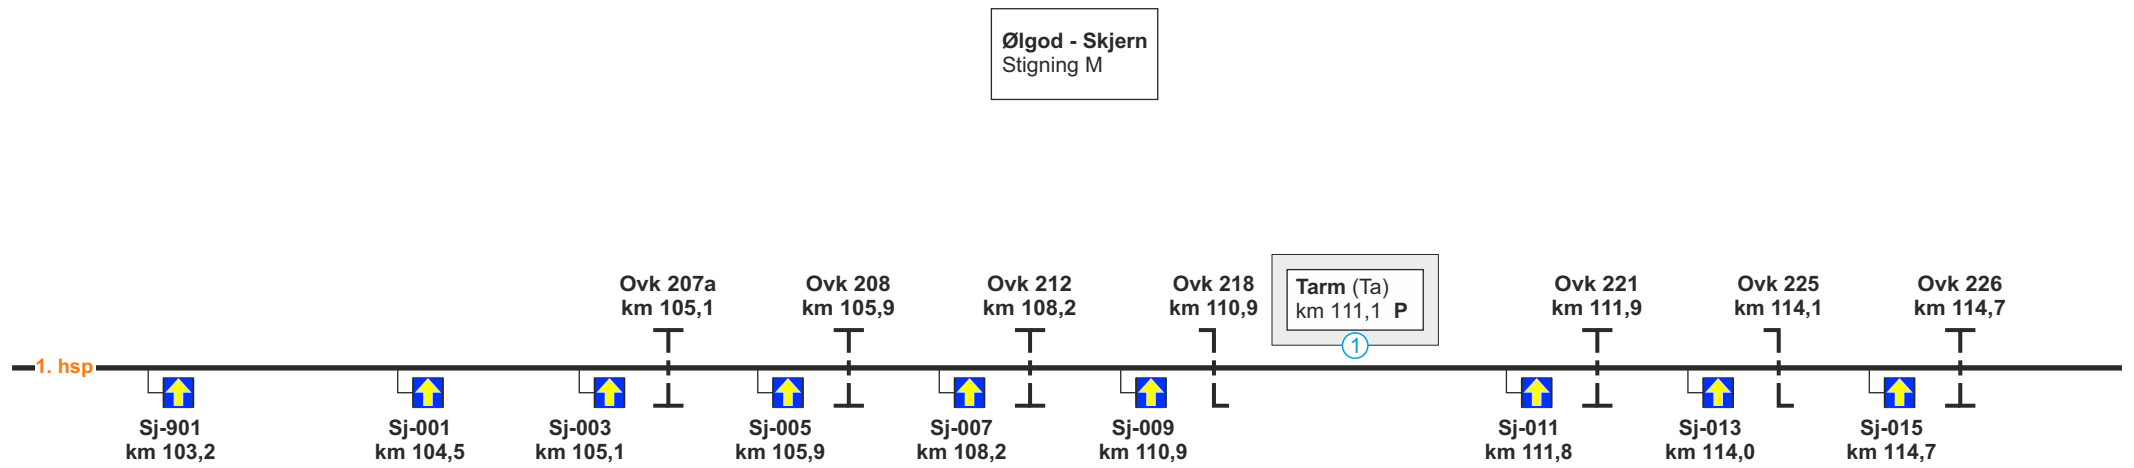 Ølgod - Skjern
Stigning M
Ovk 207a
km 105,1
Ovk 208
km 105,9
Ovk 212
km 108,2
Ovk 218
km 110,9
Tarm (Ta)
km 111,1 P
1
Ovk 221
km 111,9
Ovk 225
km 114,1
Ovk 226
km 114,7
1. hsp
Sj-901
km 103,2
Sj-001
km 104,5
Sj-003
km 105,1
Sj-005
km 105,9
Sj-007
km 108,2
Sj-009
km 110,9
Sj-011
km 111,8
Sj-013
km 114,0
Sj-015
km 114,7